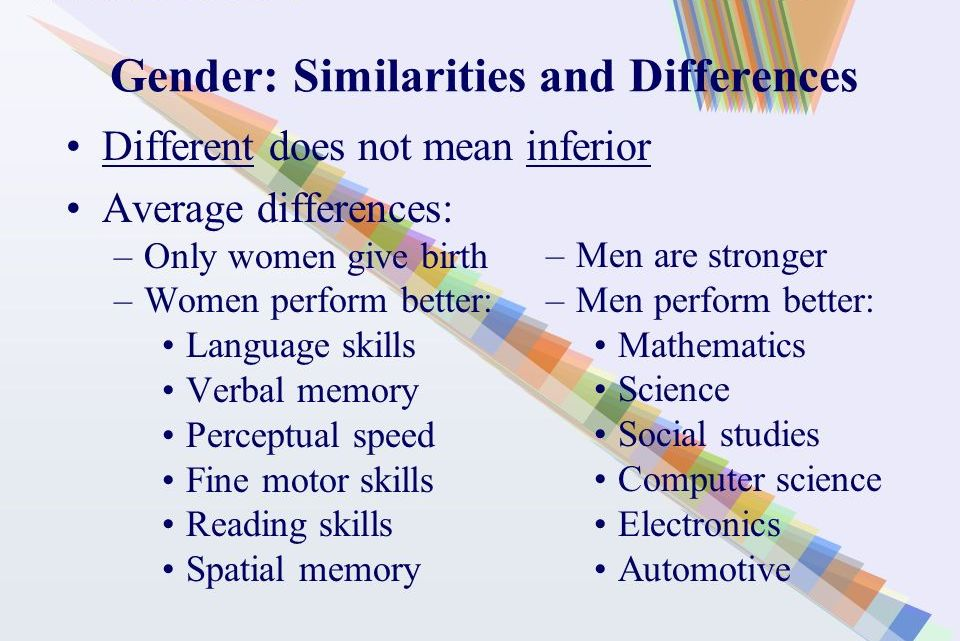 Gender: Similarities and Differences
• Different does not mean inferior
• Average differences:
– Only women give birth
– Women perform better:
• Language skills
• Verbal memory
• Perceptual speed
• Fine motor skills
• Reading skills
• Spatial memory
– Men are stronger
– Men perform better:
• Mathematics
• Science
• Social studies
• Computer science
• Electronics
• Automotive